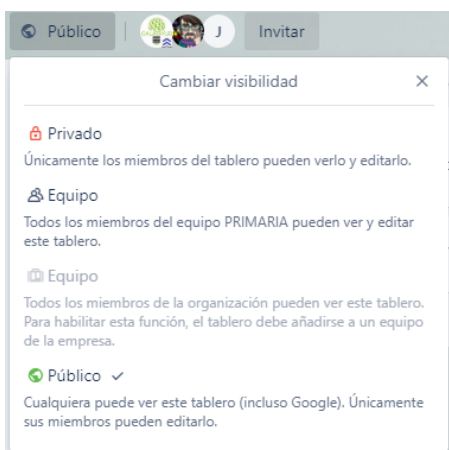 Público J Invitar
Cambiar visibilidad
Privado
Únicamente los miembros del tablero pueden verlo y editarlo.
Equipo
Todos los miembros del equipo PRIMARIA pueden ver y editar
este tablero.
Equipo
Todos los miembros de la organización pueden ver este tablero.
Para habilitar esta función, el tablero debe añadirse a un equipo
de la empresa.
Público
Cualquiera puede ver este tablero (incluso Google). Únicamente
sus miembros pueden editarlo.